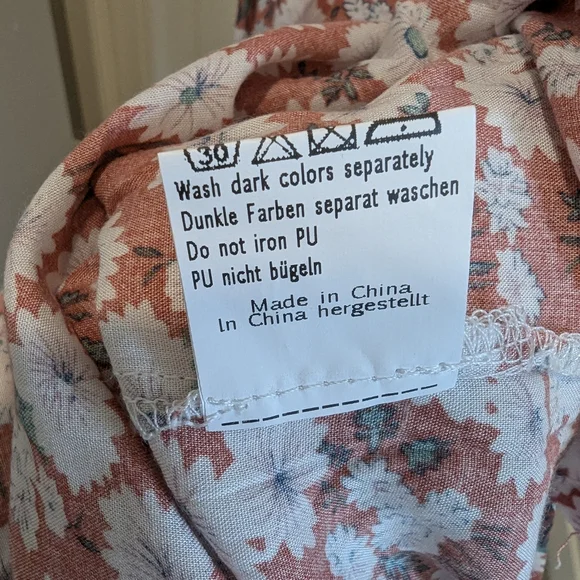 30
Wash dark colors separately
Dunkle Farben separat waschen
Do not iron PU
PU nicht bügeln
Made in China
In China hergestellt